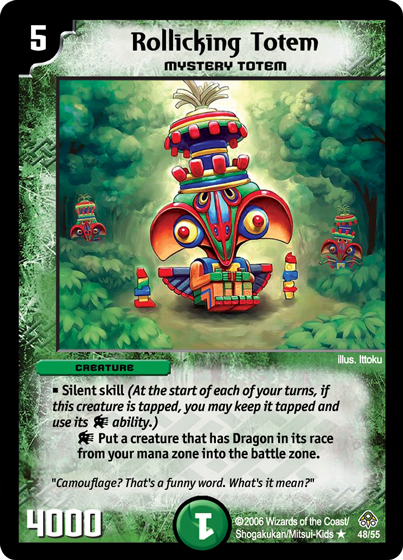 5
Rollicking Totem
MYSTERY TOTEM
illus. Ittoku
CREATURE
▪ Silent skill (At the start of each of your turns, if
this creature is tapped, you may keep it tapped and
use its ability.)
Put a creature that has Dragon in its race
from your mana zone into the battle zone.
"Camouflage? That's a funny word. What's it mean?"
4000
©2006 Wizards of the Coast/
Shogakukan/Mitsui-Kids ★ 48/55